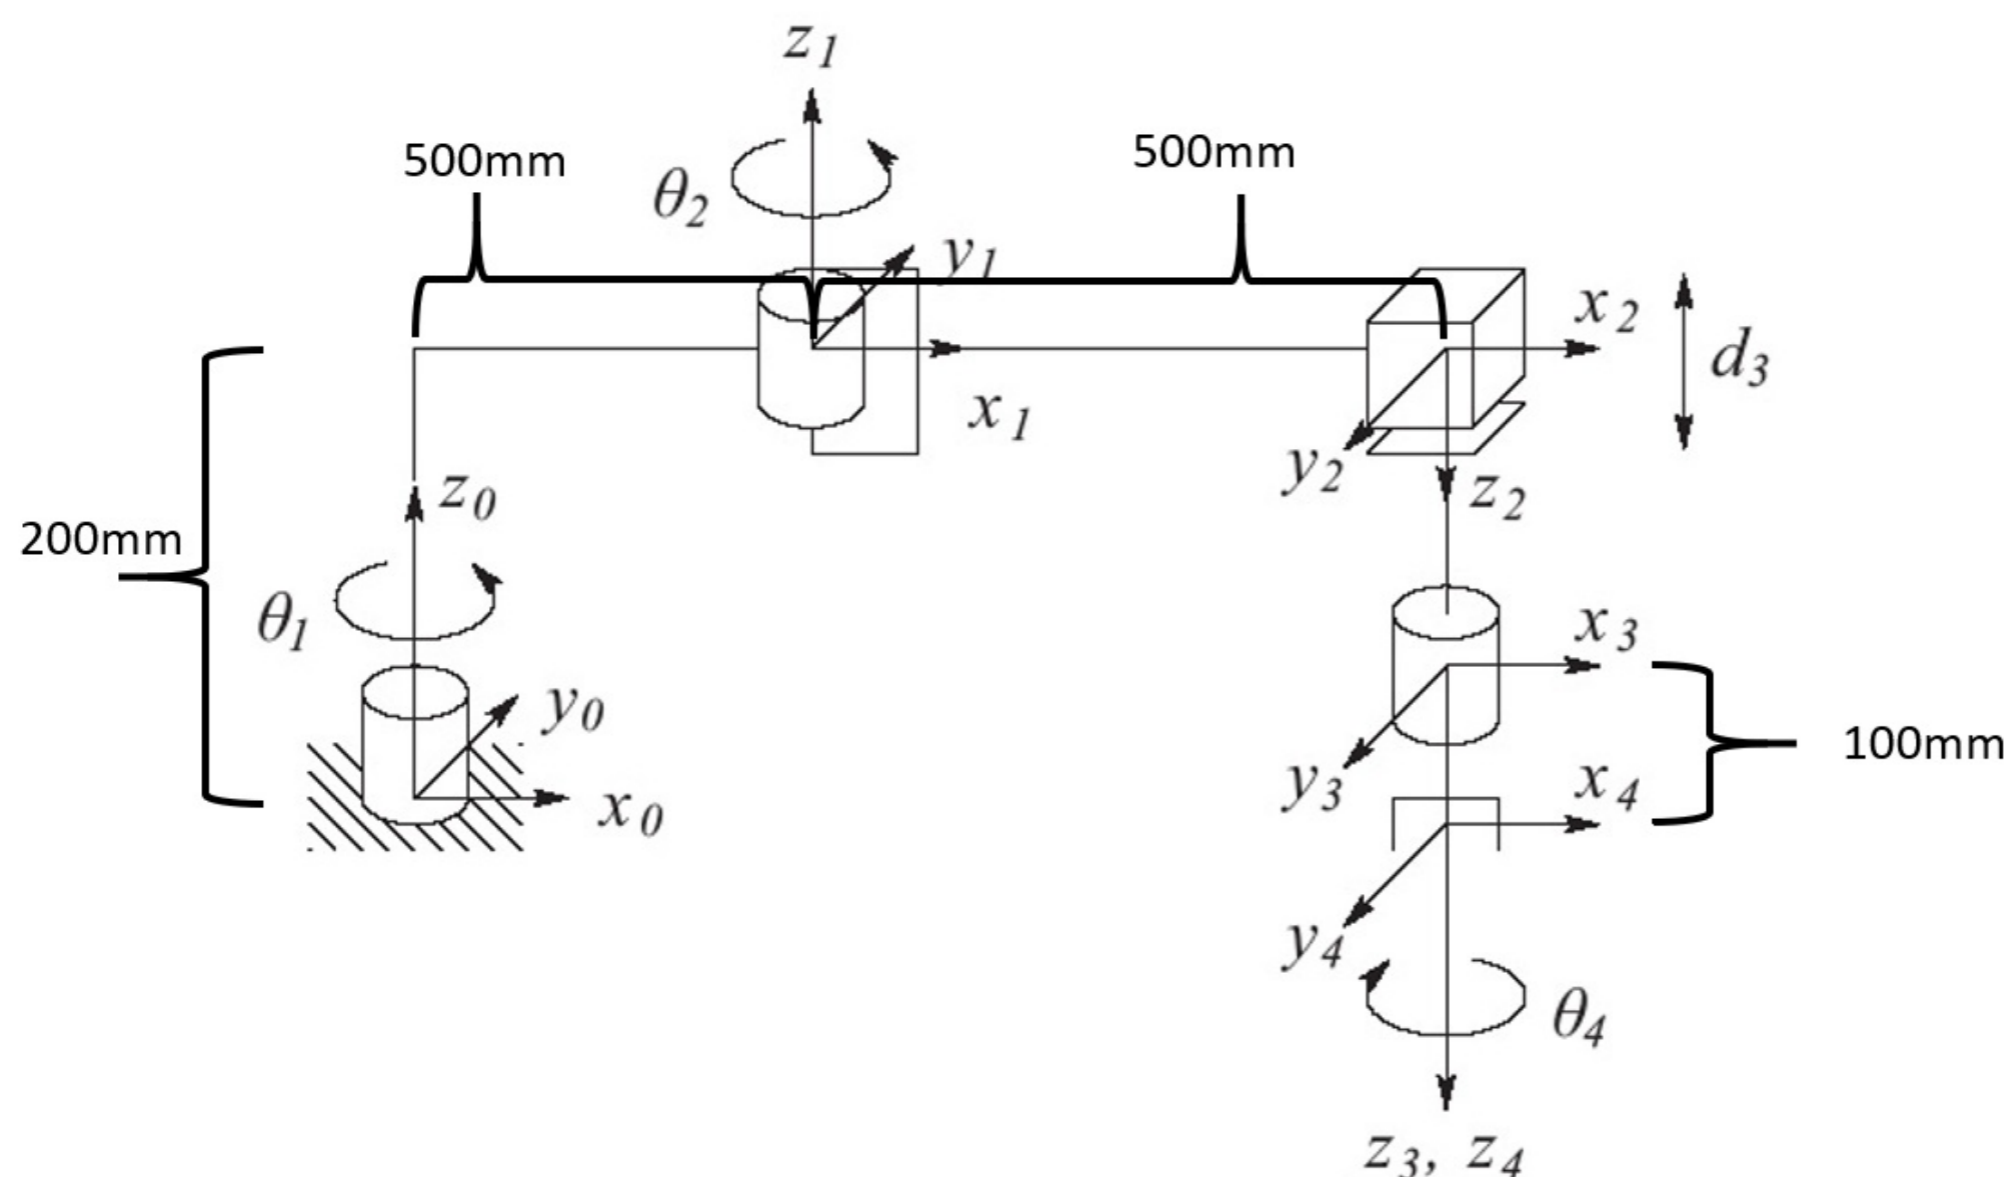 z1
500mm
500mm
θ2
y1
x2
d3
x1
y2
z2
z0
200mm
θ1
x3
y0
100mm
x0
y3
x4
y4
θ4
z3, z4